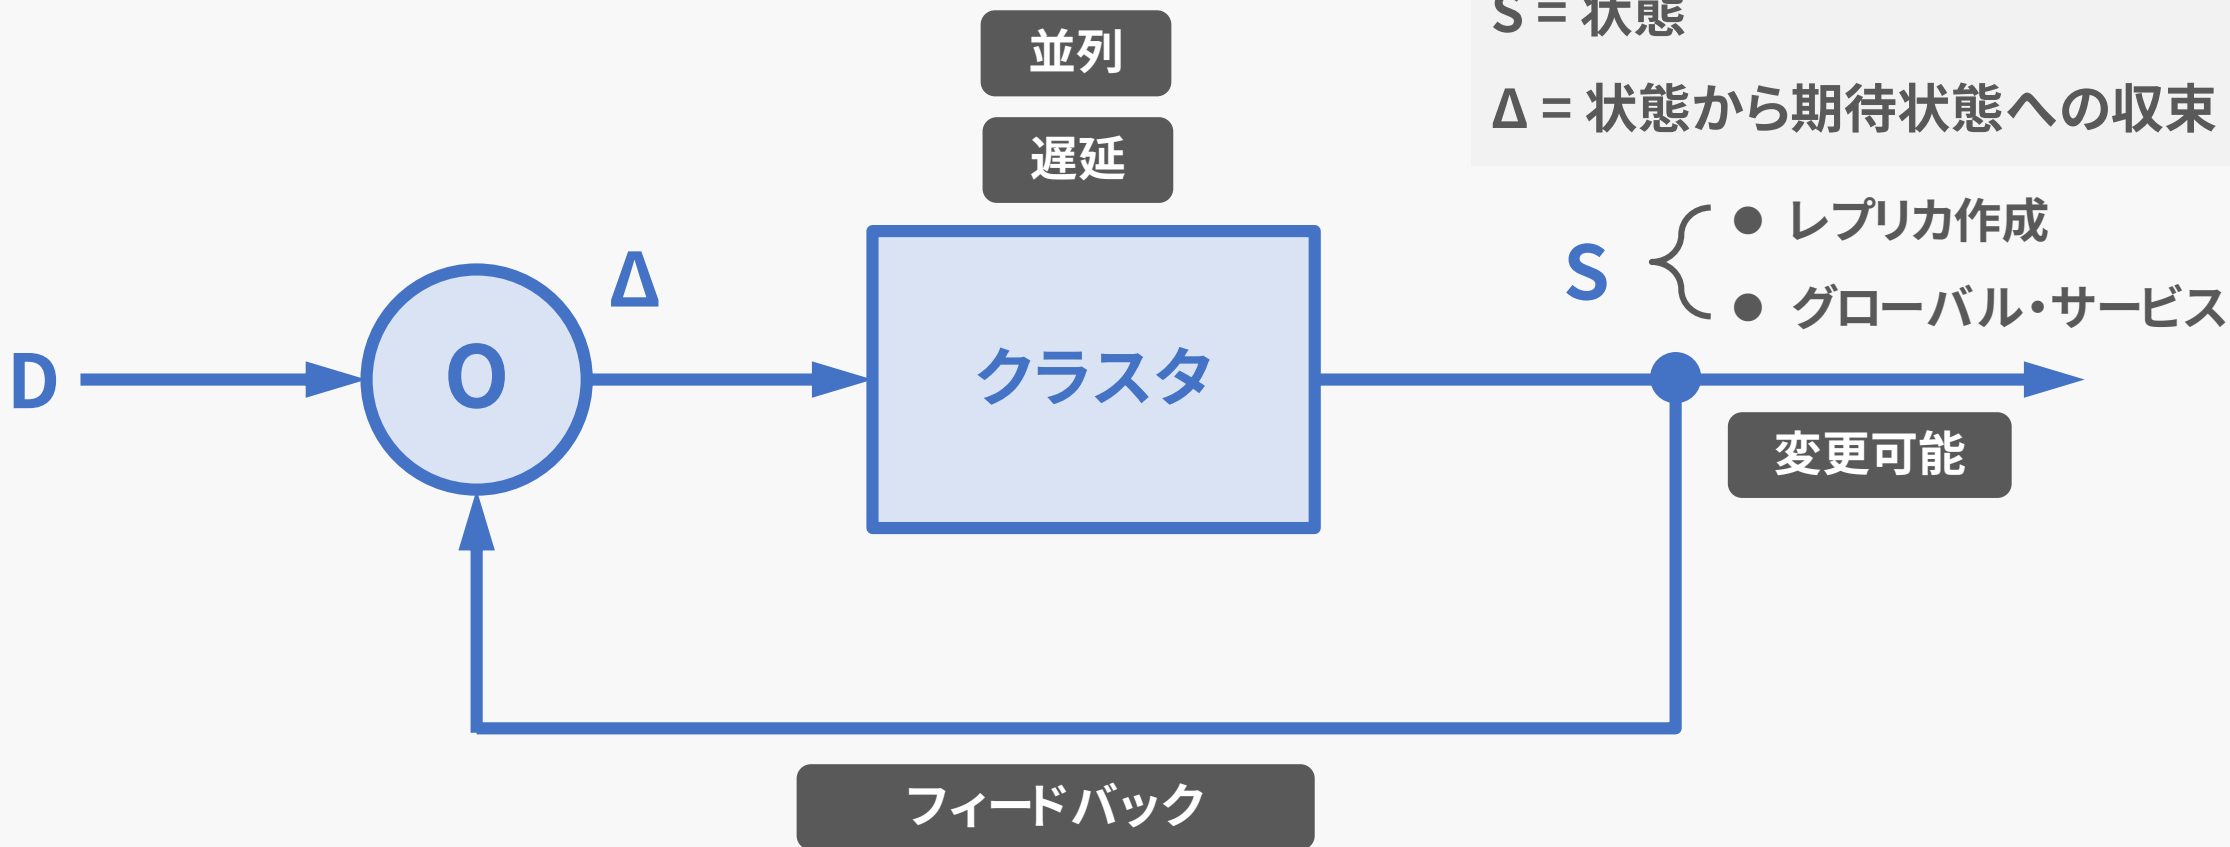 並列
S = 状態
遅延
Δ = 状態から期待状態への収束
● レプリカ作成
Δ
S
● グローバル・サービス
D
O
クラスタ
変更可能
フィードバック